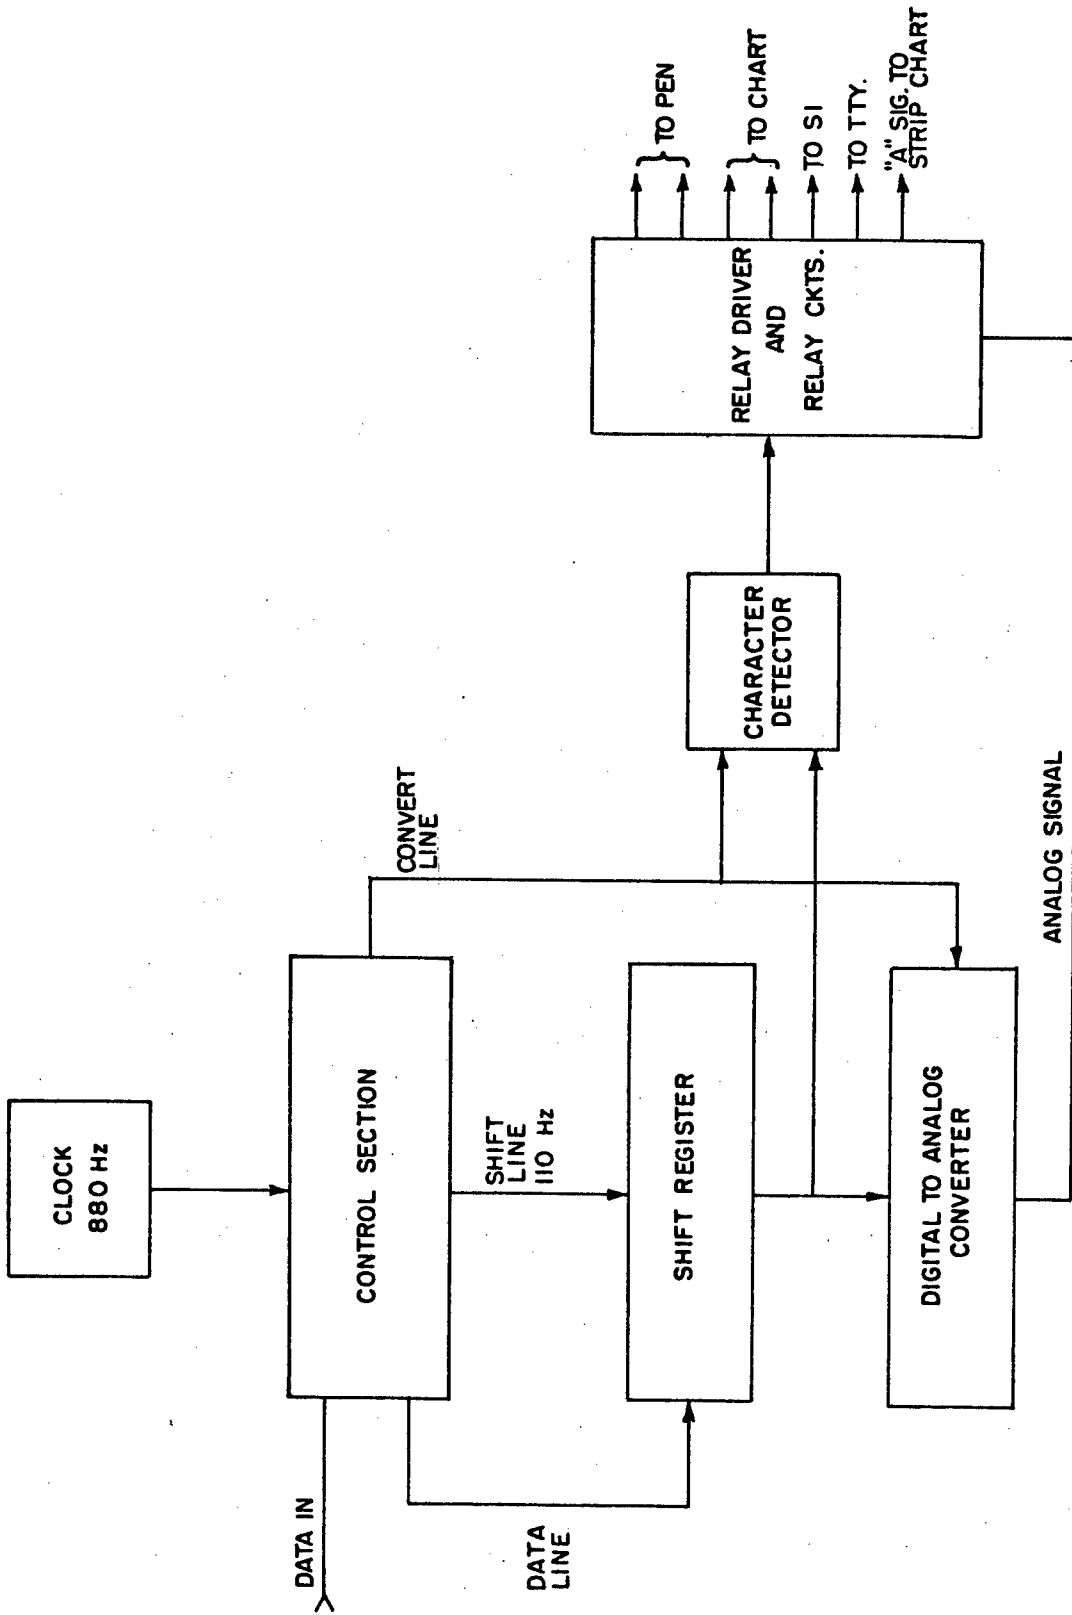 CLOCK
880 Hz
DATA IN
CONTROL SECTION
CONVERT
LINE
DATA
LINE
SHIFT
LINE
110 Hz
SHIFT REGISTER
CHARACTER
DETECTOR
RELAY DRIVER
AND
RELAY CKTS.
TO PEN
TO CHART
TO SI
TO TTY.
"A" SIG. TO
STRIP CHART
DIGITAL TO ANALOG
CONVERTER
ANALOG SIGNAL